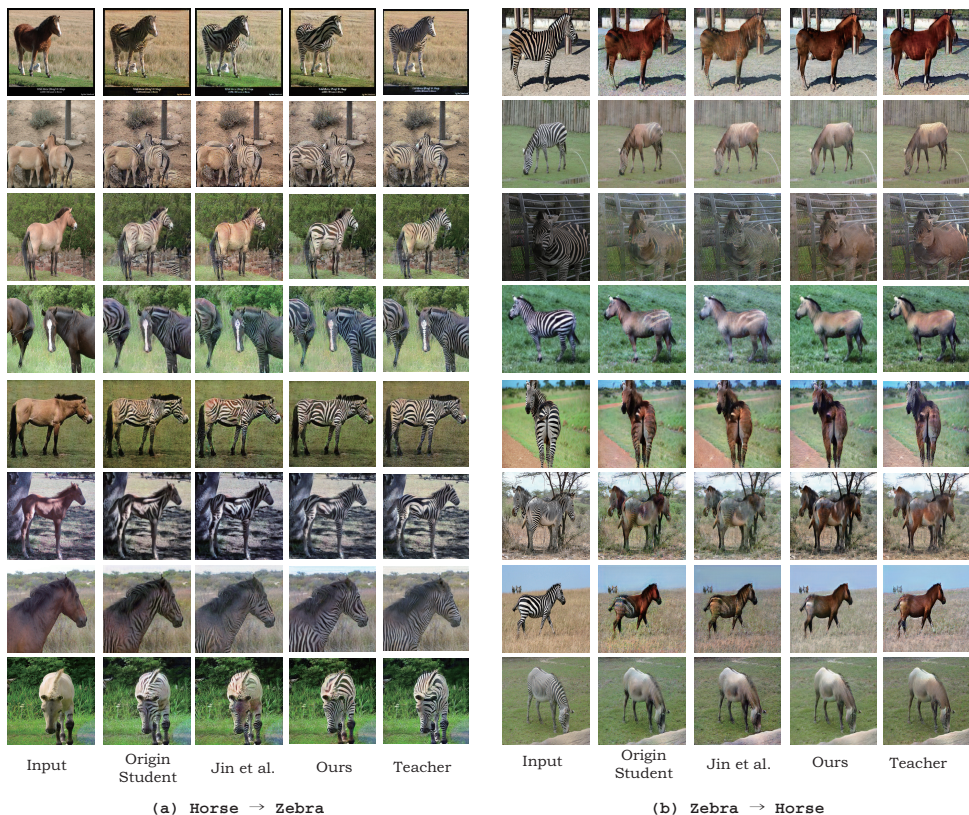 Input
Origin
Student
Jin et al.
Ours
Teacher
(a) Horse → Zebra
Input
Origin
Student
Jin et al.
Ours
Teacher
(b) Zebra → Horse